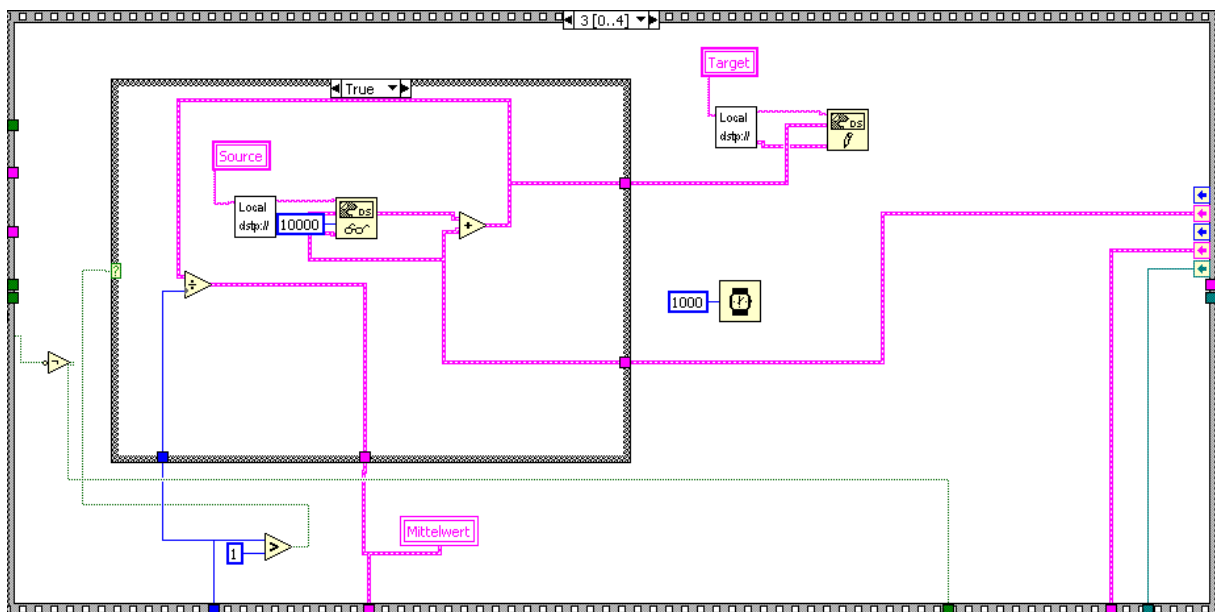 3 [0..4]
True
Target
Local
dstp://
DS
Source
Local
dstp://
10000
DS
+
÷
?
1000
Mittelwert
1
>